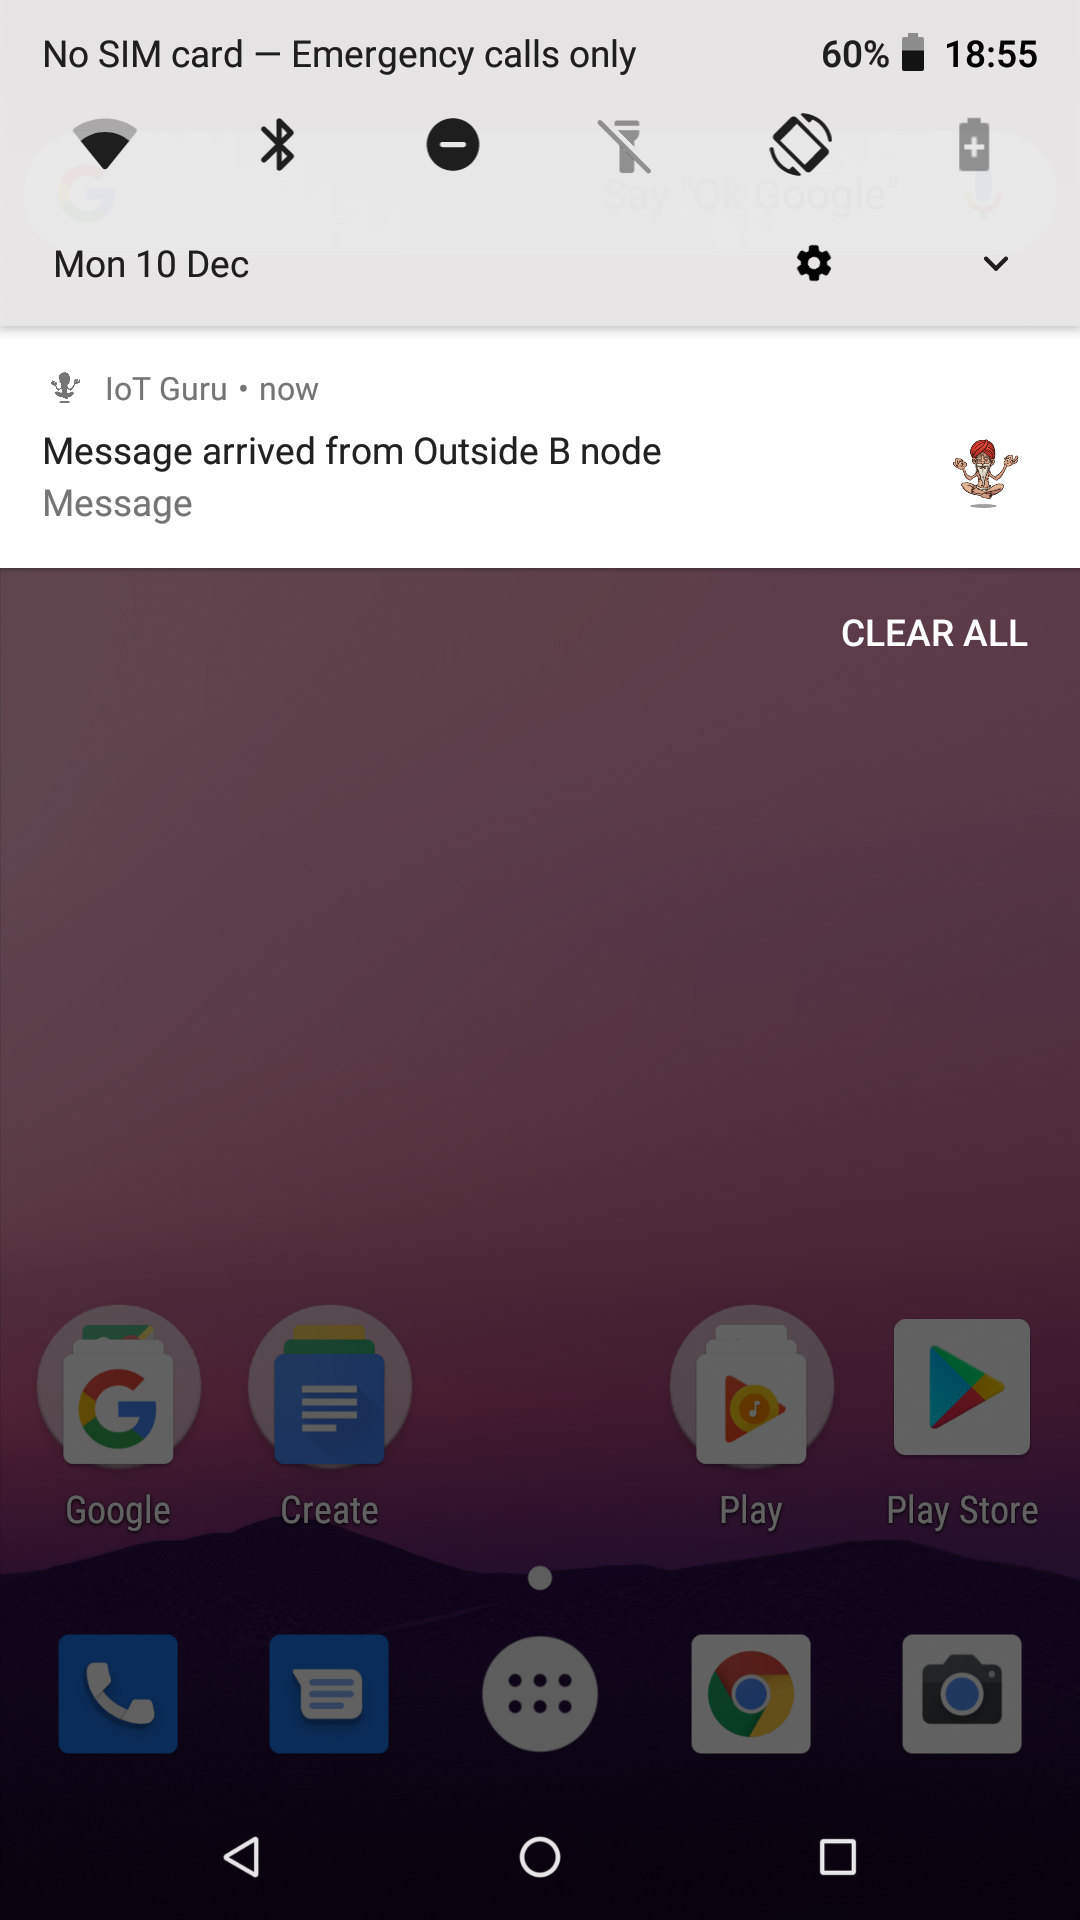 No SIM card — Emergency calls only 60% 18:55
Say "Ok Google"
Mon 10 Dec
IoT Guru • now
Message arrived from Outside B node
Message
CLEAR ALL
Google Create Play Play Store